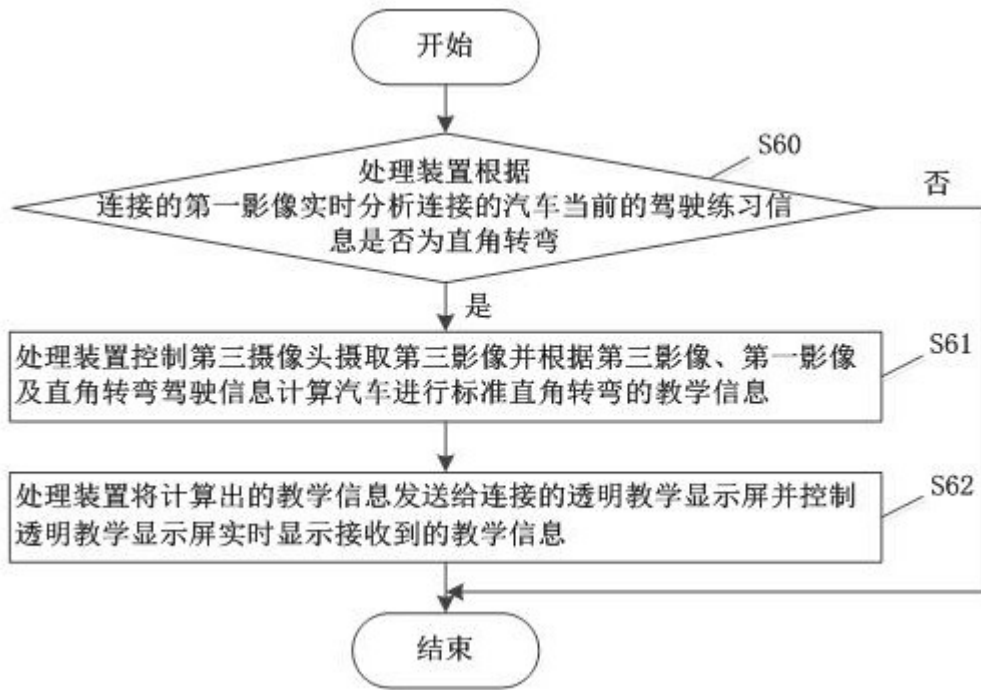 开始
S60
处理装置根据
连接的第一影像实时分析连接的汽车当前的驾驶练习信
息是否为直角转弯
否
是
处理装置控制第三摄像头摄取第三影像并根据第三影像、第一影像
及直角转弯驾驶信息计算汽车进行标准直角转弯的教学信息
S61
处理装置将计算出的教学信息发送给连接的透明教学显示屏并控制
透明教学显示屏实时显示接收到的教学信息
S62
结束